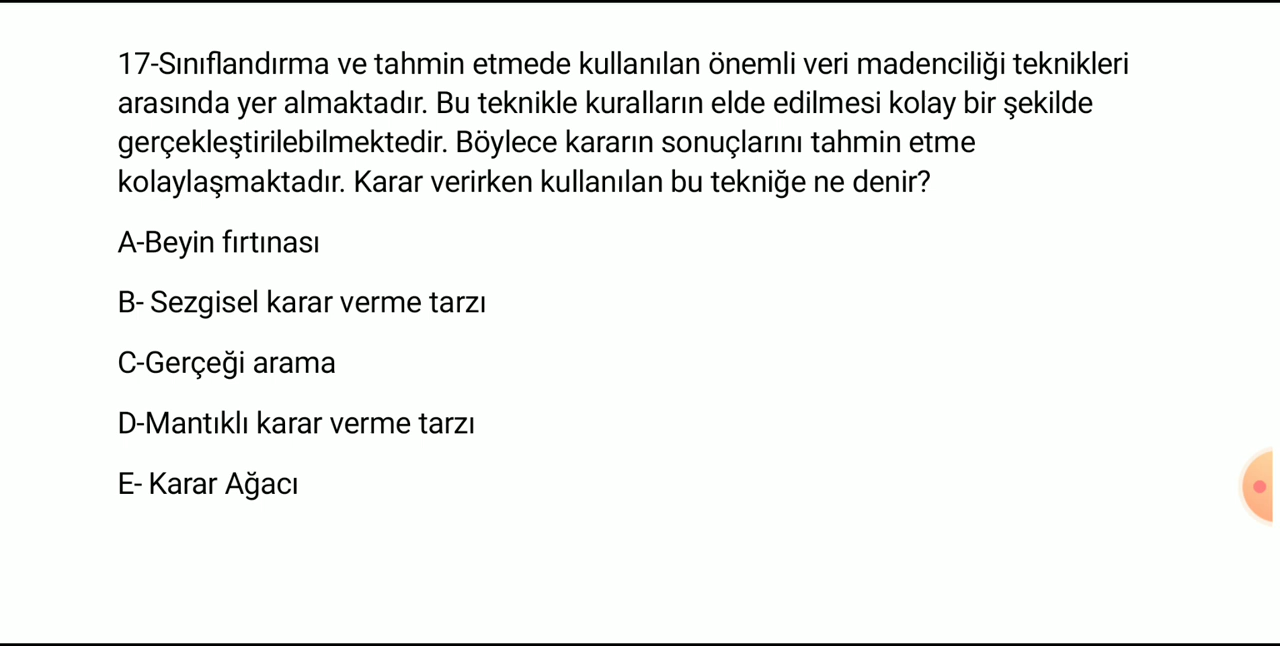 17-Sınıflandırma ve tahmin etmede kullanılan önemli veri madenciliği teknikleri
arasında yer almaktadır. Bu teknikle kuralların elde edilmesi kolay bir şekilde
gerçekleştirilebilmektedir. Böylece kararın sonuçlarını tahmin etme
kolaylaşmaktadır. Karar verirken kullanılan bu tekniğe ne denir?
A-Beyin fırtınası
B- Sezgisel karar verme tarzı
C-Gerçeği arama
D-Mantıklı karar verme tarzı
E- Karar Ağacı